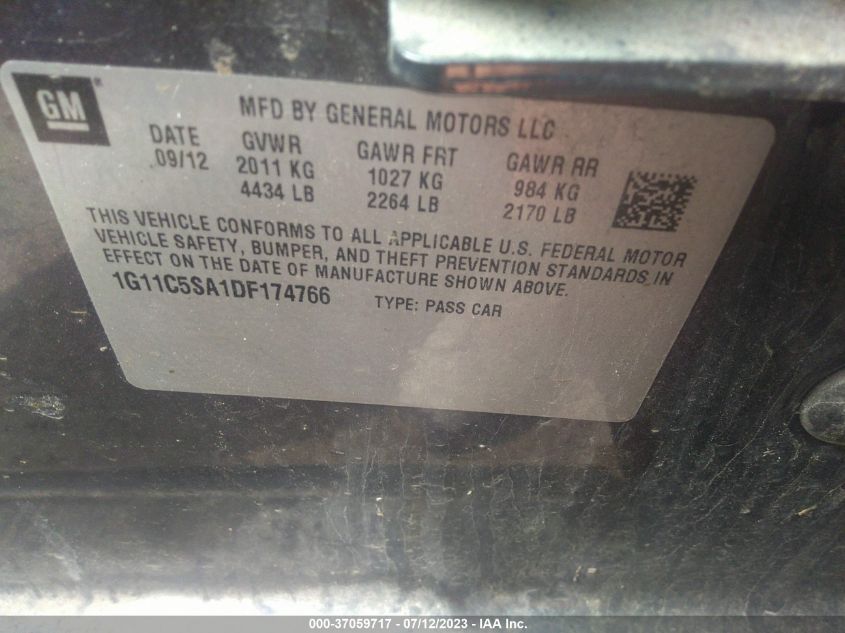 GM
MFD BY GENERAL MOTORS LLC
DATE GVWR GAWR FRT GAWR RR
09/12 2011 KG 1027 KG 984 KG
4434 LB 2264 LB 2170 LB
THIS VEHICLE CONFORMS TO ALL APPLICABLE U.S. FEDERAL MOTOR
VEHICLE SAFETY, BUMPER, AND THEFT PREVENTION STANDARDS IN
EFFECT ON THE DATE OF MANUFACTURE SHOWN ABOVE.
1G11C5SA1DF174766 TYPE: PASS CAR
000-37059717 - 07/12/2023 - IAA Inc.